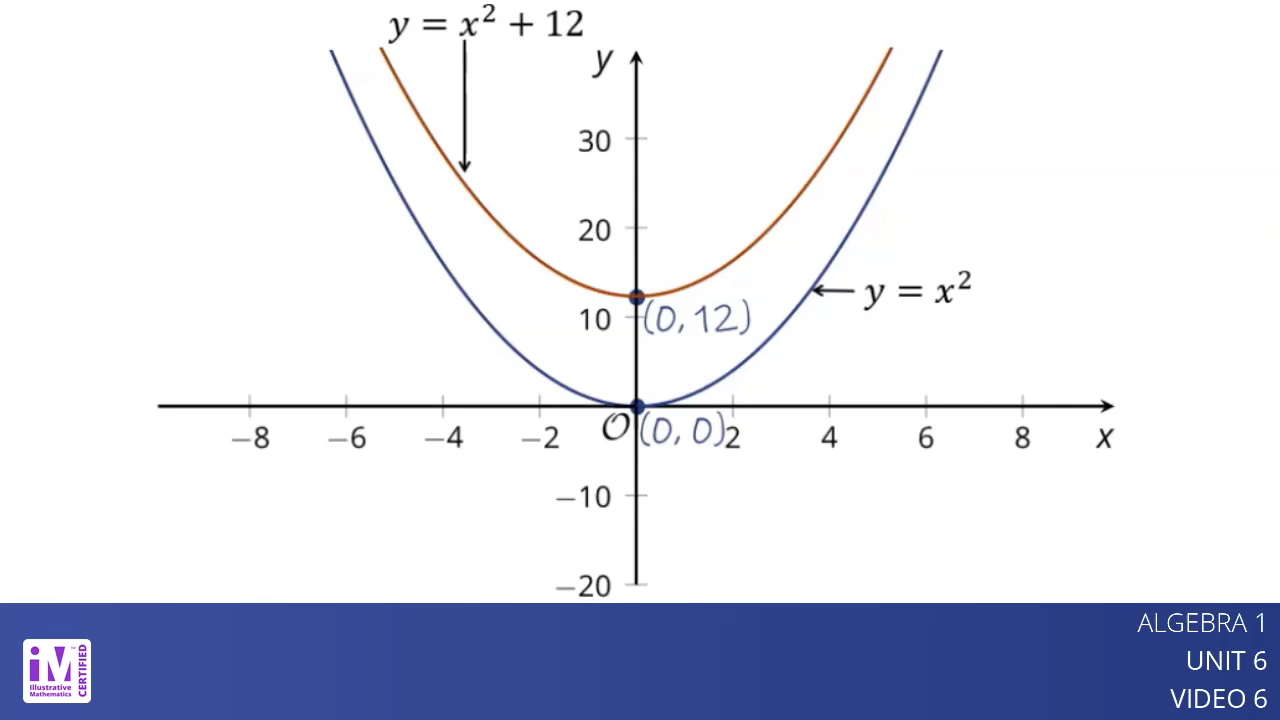 y = x² + 12
y
30
20
y = x²
(0, 12)
10
−8 −6 −4 −2 O (0, 0) 2 4 6 8 x
−10
−20
ALGEBRA 1
UNIT 6
VIDEO 6
iM™
Illustrative
Mathematics
CERTIFIED